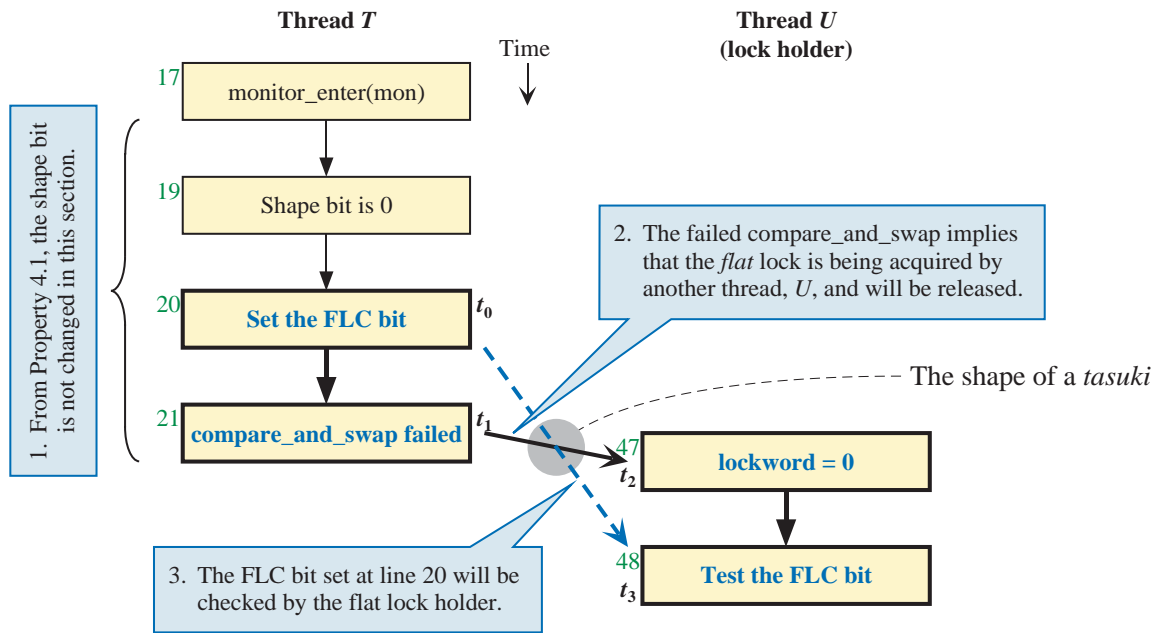 Thread T
Thread U
(lock holder)
Time
17
monitor_enter(mon)
1. From Property 4.1, the shape bit
is not changed in this section.
19
Shape bit is 0
2. The failed compare_and_swap implies
that the flat lock is being acquired by
another thread, U, and will be released.
20
Set the FLC bit
t0
The shape of a tasuki
21
compare_and_swap failed
t1
47
lockword = 0
t2
3. The FLC bit set at line 20 will be
checked by the flat lock holder.
48
Test the FLC bit
t3